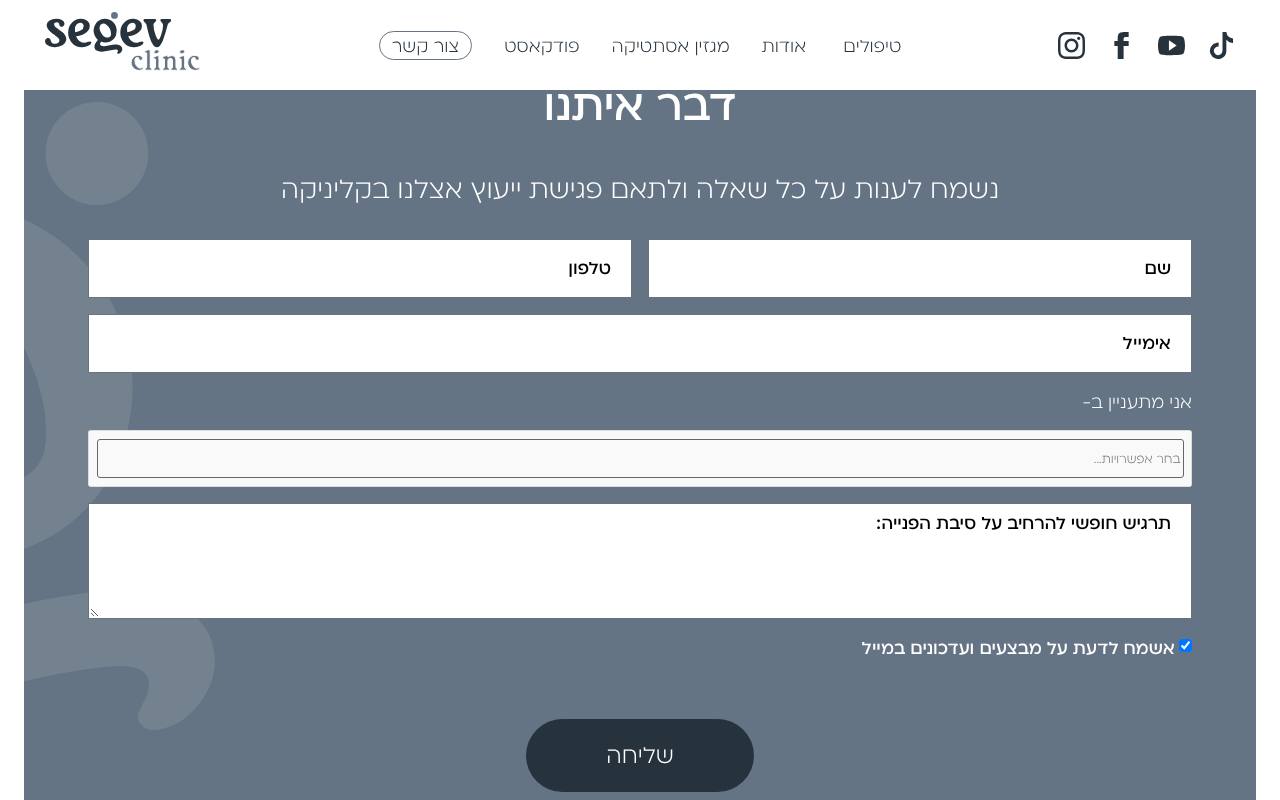 segev
clinic
טיפולים
אודות
מגזין אסתטיקה
פודקאסט
צור קשר
דבר איתנו
נשמח לענות על כל שאלה ולתאם פגישת ייעוץ אצלנו בקליניקה
שם
טלפון
אימייל
אני מתעניין ב-
בחר אפשרויות...
תרגיש חופשי להרחיב על סיבת הפנייה:
אשמח לדעת על מבצעים ועדכונים במייל
שליחה